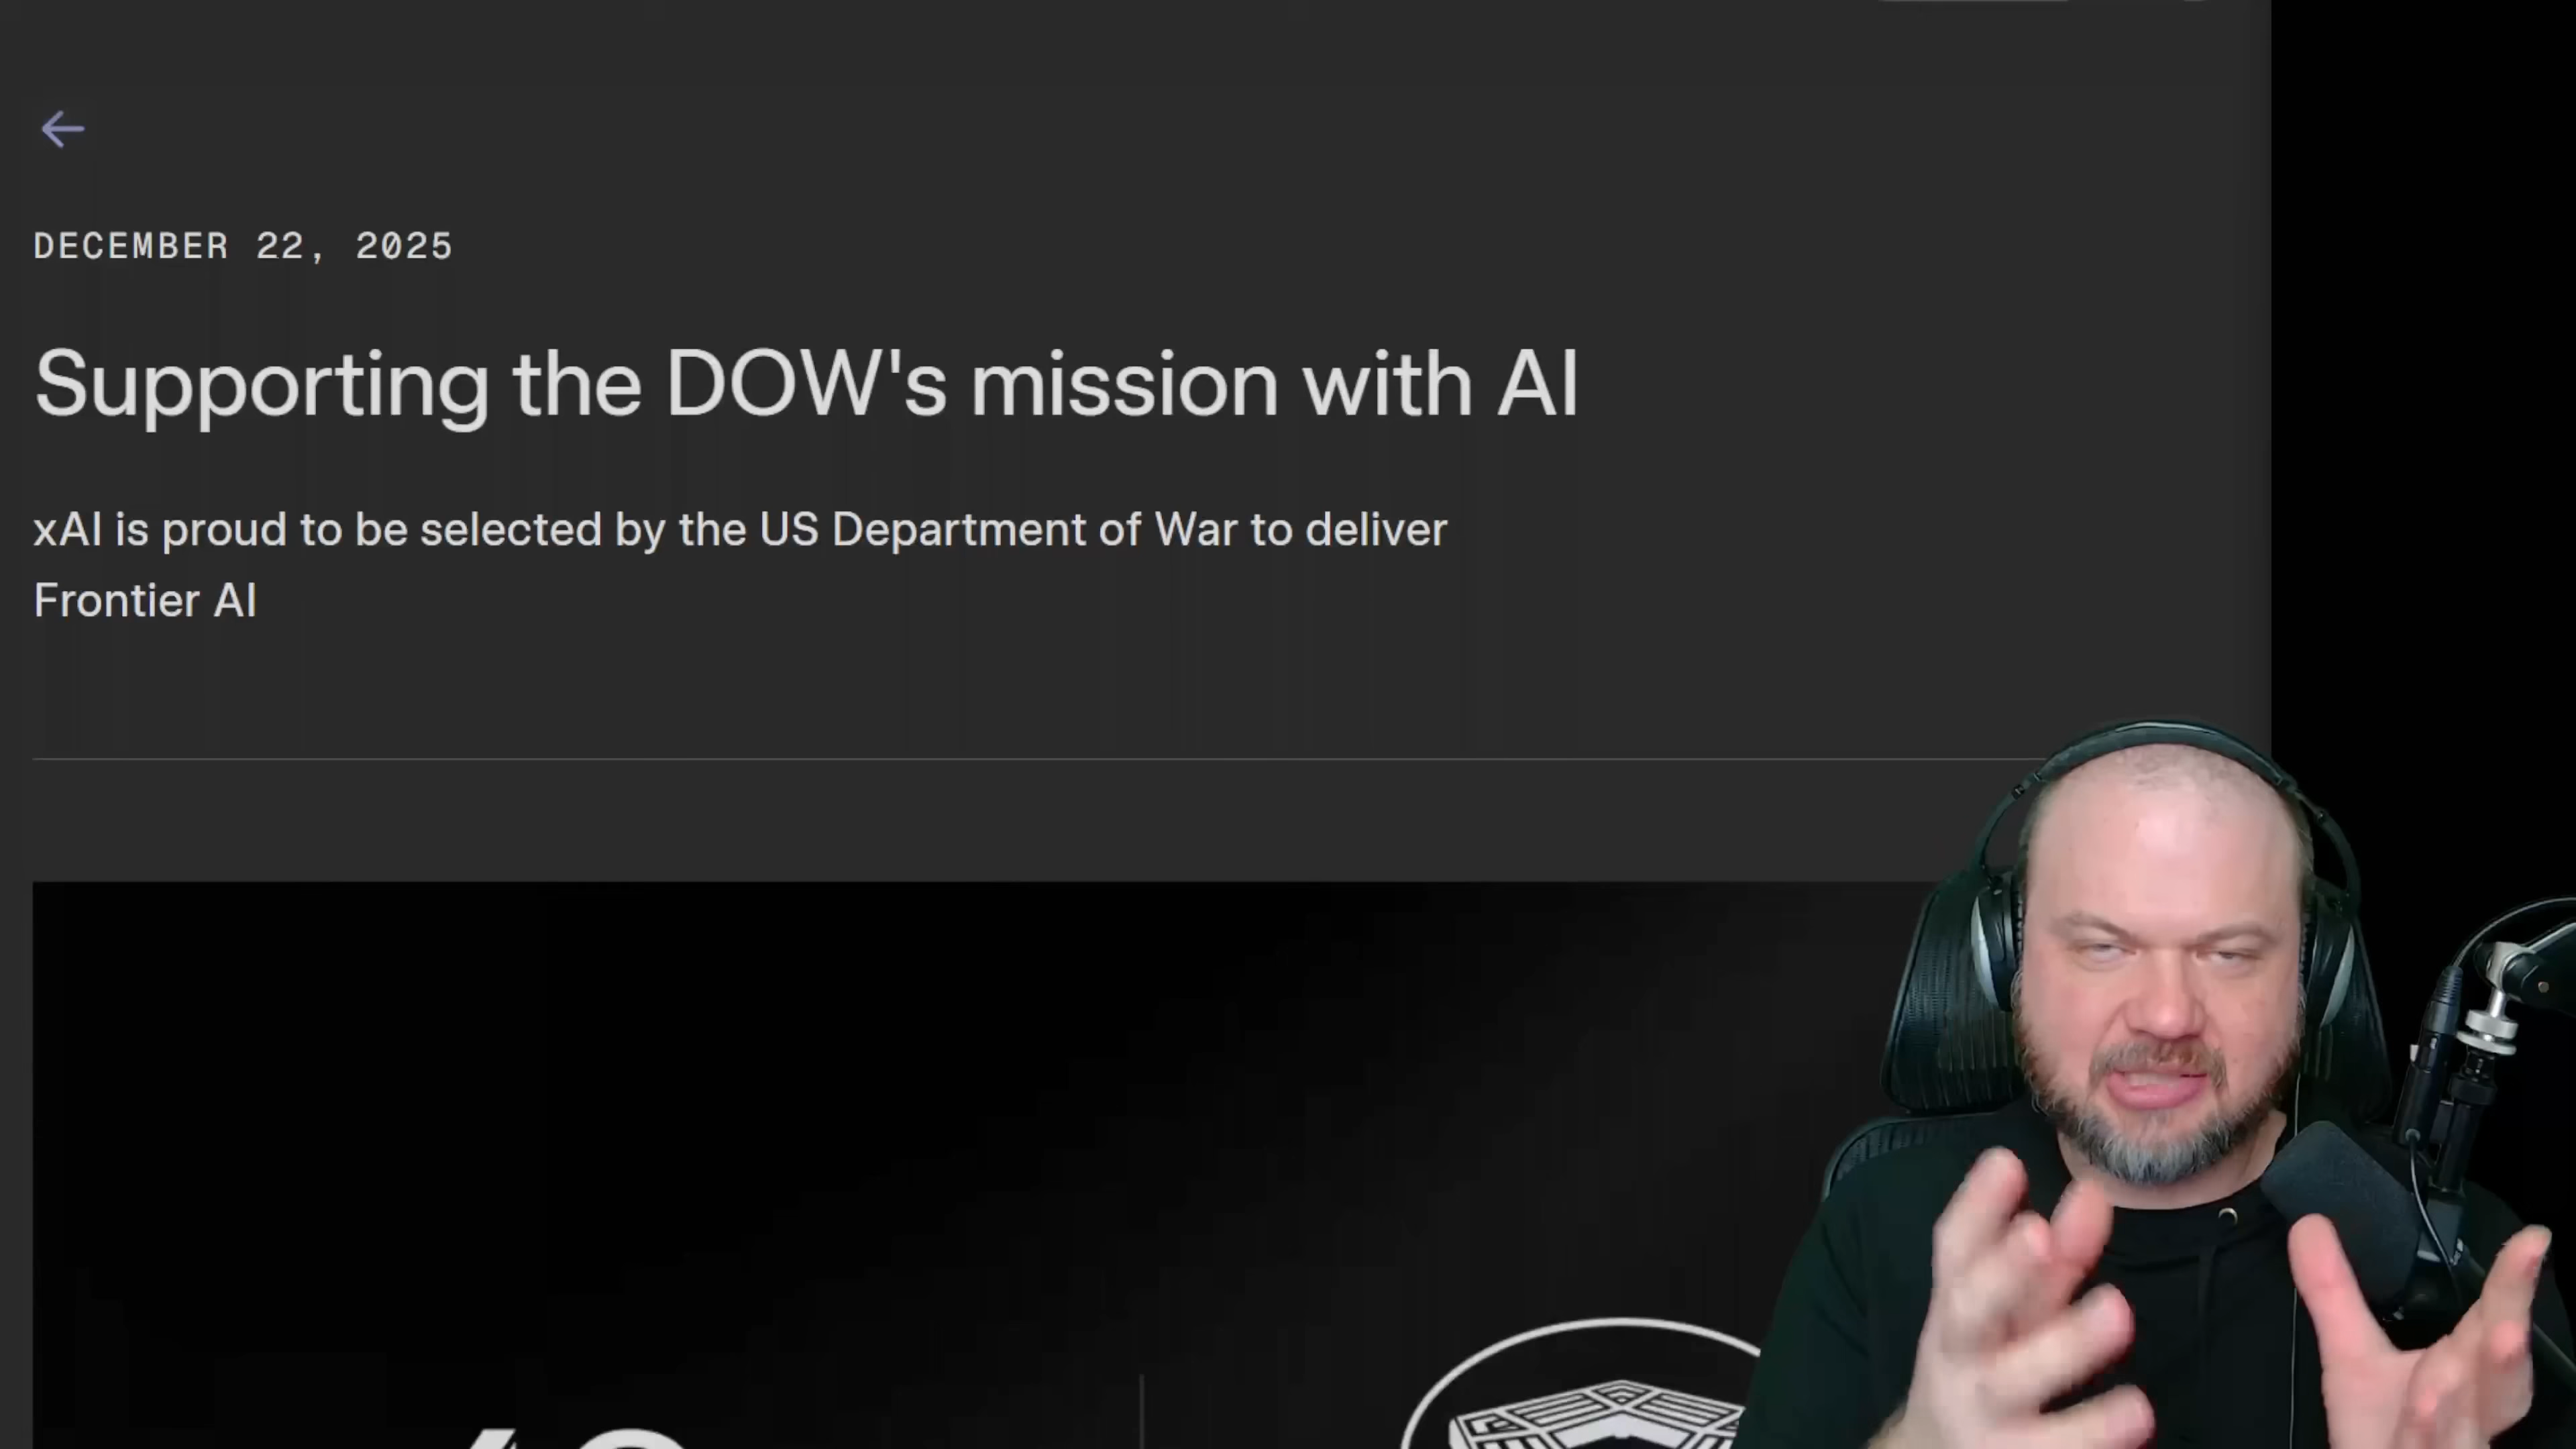 DECEMBER 22, 2025
Supporting the DOW's mission with AI
xAI is proud to be selected by the US Department of War to deliver
Frontier AI